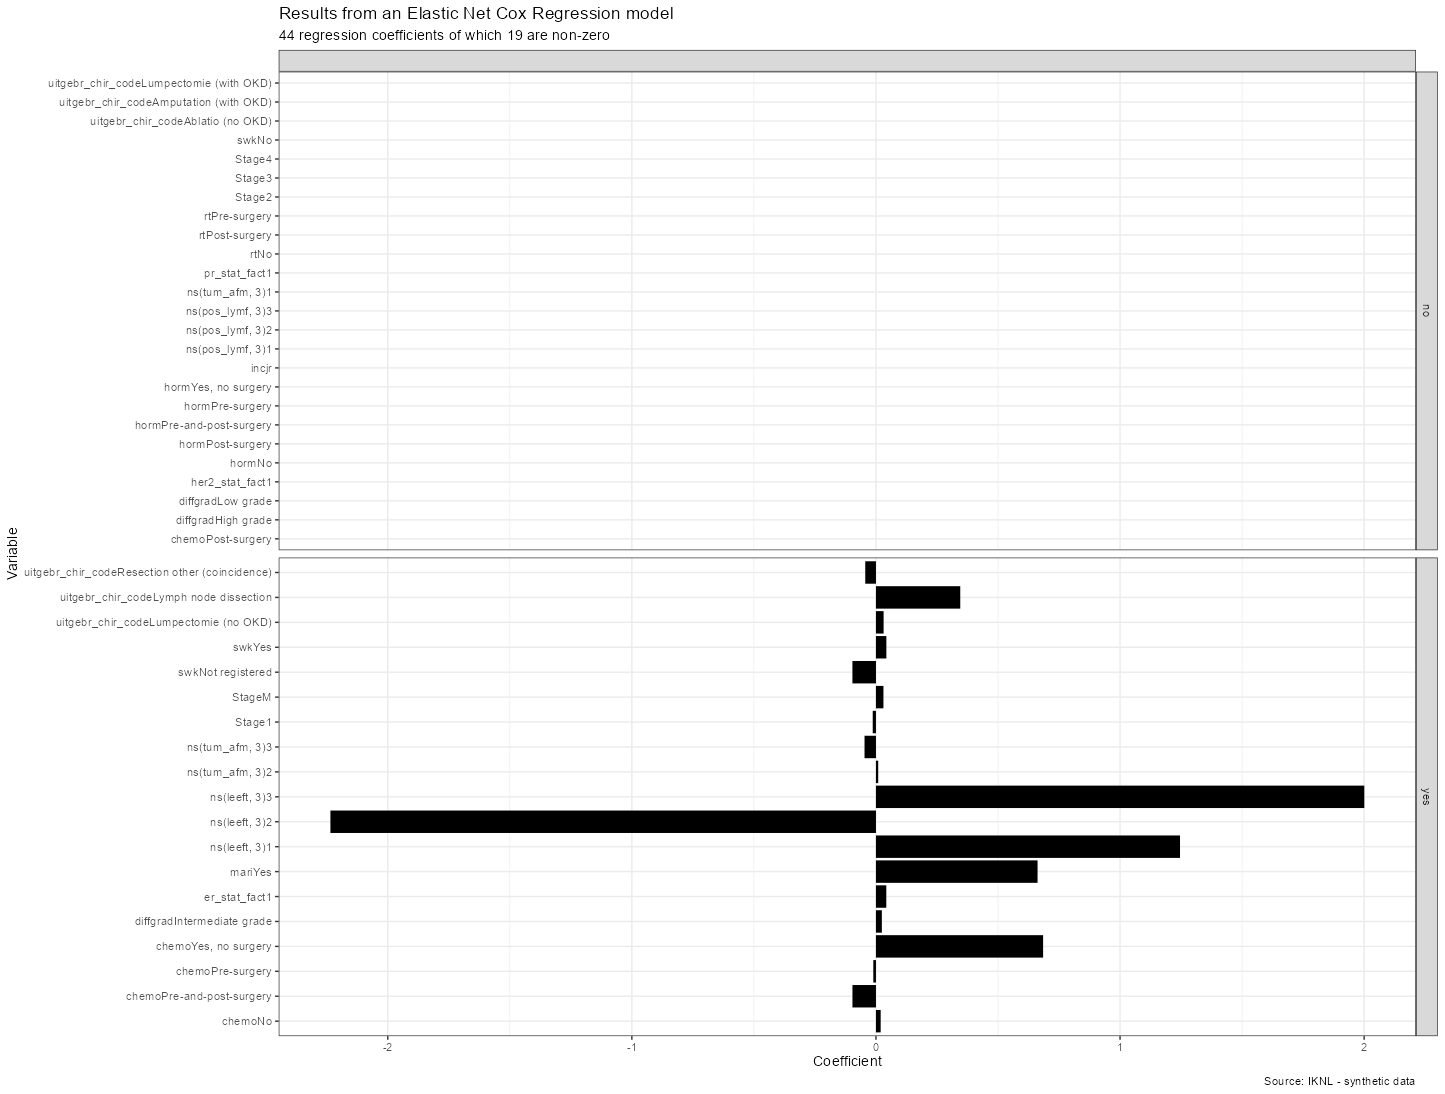 Results from an Elastic Net Cox Regression model
44 regression coefficients of which 19 are non-zero
uitgebr_chir_codeLumpectomie (with OKD)
uitgebr_chir_codeAmputation (with OKD)
uitgebr_chir_codeAblatio (no OKD)
swkNo
Stage4
Stage3
Stage2
rtPre-surgery
rtPost-surgery
rtNo
pr_stat_fact1
ns(tum_afm, 3)1
ns(pos_lymf, 3)3
ns(pos_lymf, 3)2
ns(pos_lymf, 3)1
incjr
hormYes, no surgery
hormPre-surgery
hormPre-and-post-surgery
hormPost-surgery
hormNo
her2_stat_fact1
diffgradLow grade
diffgradHigh grade
chemoPost-surgery
no
Variable
uitgebr_chir_codeResection other (coincidence)
uitgebr_chir_codeLymph node dissection
uitgebr_chir_codeLumpectomie (no OKD)
swkYes
swkNot registered
StageM
Stage1
ns(tum_afm, 3)3
ns(tum_afm, 3)2
ns(leeft, 3)3
ns(leeft, 3)2
ns(leeft, 3)1
mariYes
er_stat_fact1
diffgradIntermediate grade
chemoYes, no surgery
chemoPre-surgery
chemoPre-and-post-surgery
chemoNo
yes
-2 -1 0 1 2
Coefficient
Source: IKNL - synthetic data